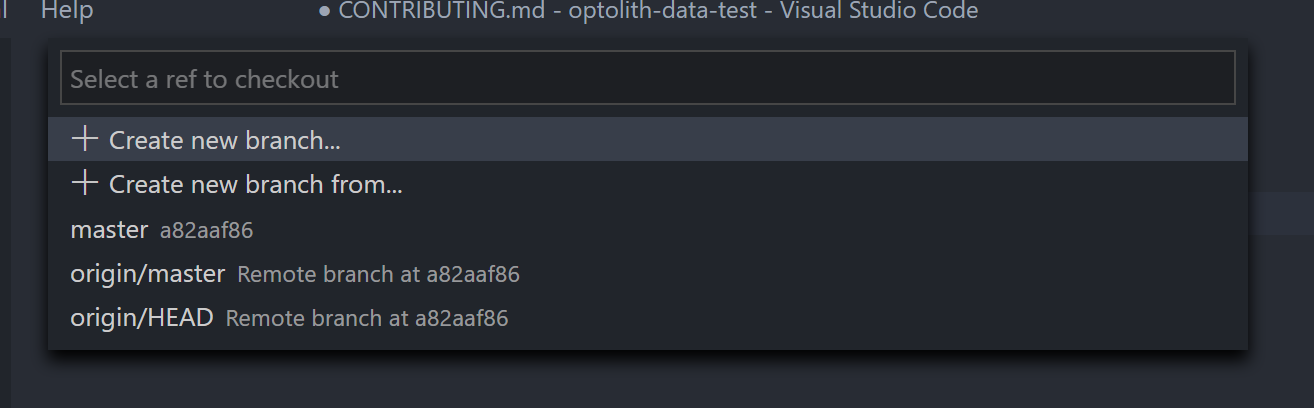 Help ● CONTRIBUTING.md - optolith-data-test - Visual Studio Code
Select a ref to checkout
+ Create new branch...
+ Create new branch from...
master a82aaf86
origin/master Remote branch at a82aaf86
origin/HEAD Remote branch at a82aaf86